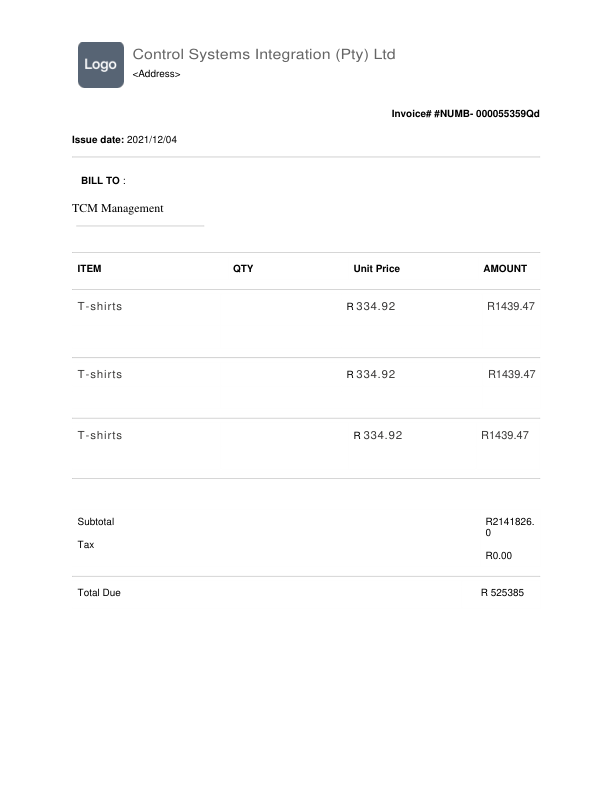 Logo
Control Systems Integration (Pty) Ltd
<Address>
Invoice# #NUMB- 000055359Qd
Issue date: 2021/12/04
BILL TO :
TCM Management
ITEM QTY Unit Price AMOUNT
T-shirts R 334.92 R1439.47
T-shirts R 334.92 R1439.47
T-shirts R 334.92 R1439.47
Subtotal R2141826.
0
Tax
R0.00
Total Due R 525385